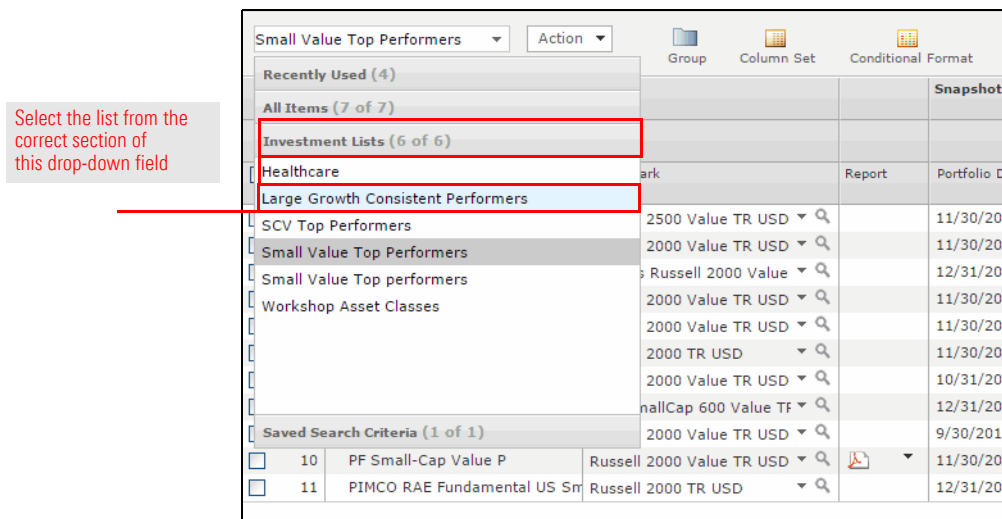 Small Value Top Performers
Action
Group
Column Set
Conditional Format
Recently Used (4)
Snapshot
All Items (7 of 7)
Select the list from the
correct section of
this drop-down field
Investment Lists (6 of 6)
Healthcare
ark
Report
Portfolio D
Large Growth Consistent Performers
SCV Top Performers
2500 Value TR USD
11/30/20
Small Value Top Performers
2000 Value TR USD
11/30/20
Small Value Top performers
Russell 2000 Value
12/31/20
Workshop Asset Classes
2000 Value TR USD
11/30/20
2000 Value TR USD
11/30/20
2000 TR USD
11/30/20
2000 Value TR USD
10/31/20
mallCap 600 Value TF
12/31/20
Saved Search Criteria (1 of 1)
2000 Value TR USD
9/30/201
10 PF Small-Cap Value P Russell 2000 Value TR USD 11/30/20
11 PIMCO RAE Fundamental US Sm Russell 2000 TR USD 12/31/20